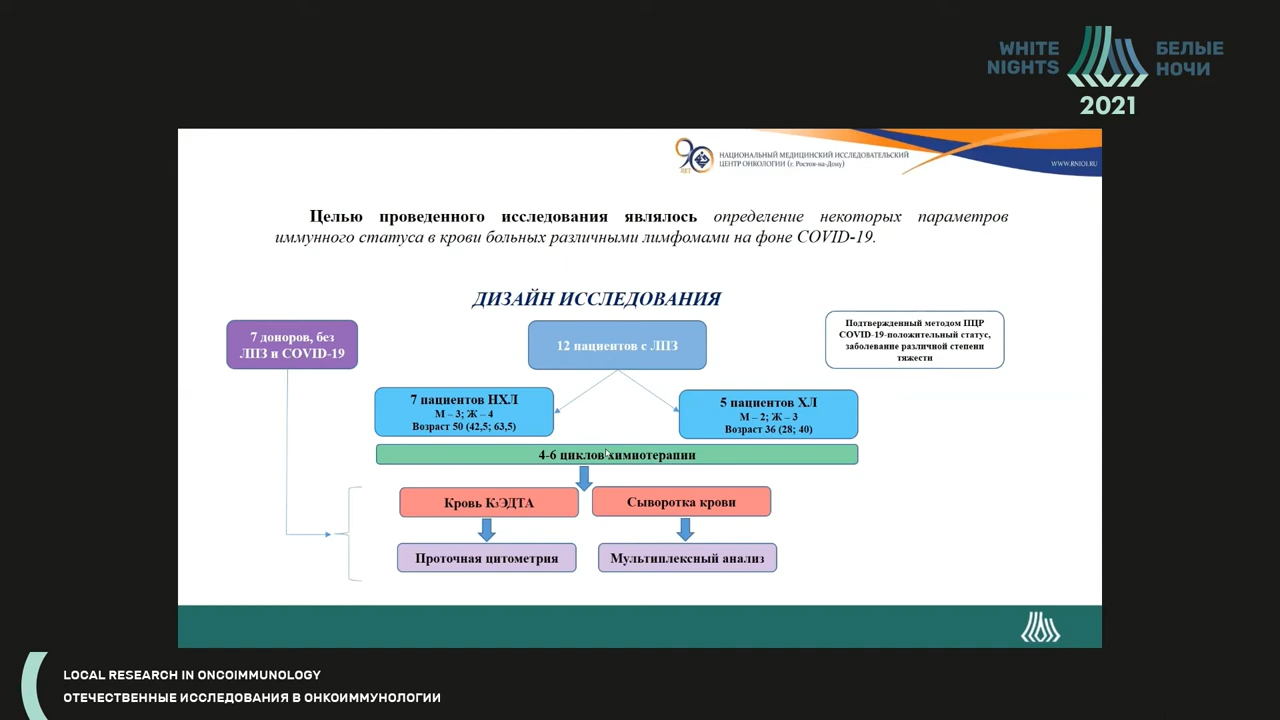 WHITE NIGHTS
БЕЛЫЕ НОЧИ
2021
90 ЛЕТ
НАЦИОНАЛЬНЫЙ МЕДИЦИНСКИЙ ИССЛЕДОВАТЕЛЬСКИЙ
ЦЕНТР ОНКОЛОГИИ (г. Ростов-на-Дону)
WWW.RNIOI.RU
Целью проведенного исследования являлось определение некоторых параметров
иммунного статуса в крови больных различными лимфомами на фоне COVID-19.
ДИЗАЙН ИССЛЕДОВАНИЯ
7 доноров, без
ЛПЗ и COVID-19
12 пациентов с ЛПЗ
Подтвержденный методом ПЦР
COVID-19-положительный статус,
заболевание различной степени
тяжести
7 пациентов НХЛ
М – 3; Ж – 4
Возраст 50 (42,5; 63,5)
5 пациентов ХЛ
М – 2; Ж – 3
Возраст 36 (28; 40)
4-6 циклов химиотерапии
Кровь К3ЭДТА
Сыворотка крови
Проточная цитометрия
Мультиплексный анализ
LOCAL RESEARCH IN ONCOIMMUNOLOGY
ОТЕЧЕСТВЕННЫЕ ИССЛЕДОВАНИЯ В ОНКОИММУНОЛОГИИ